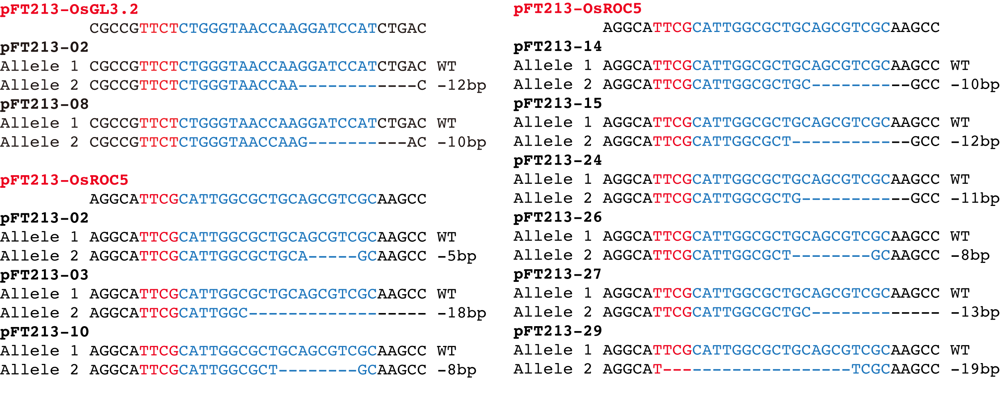 pFT213-OsGL3.2
CGCCGTTCTCTGGGTAACCAAGGATCCATCTGAC
pFT213-02
Allele 1 CGCCGTTCTCTGGGTAACCAAGGATCCATCTGAC WT
Allele 2 CGCCGTTCTCTGGGTAACCAA------------C -12bp
pFT213-08
Allele 1 CGCCGTTCTCTGGGTAACCAAGGATCCATCTGAC WT
Allele 2 CGCCGTTCTCTGGGTAACCAAG----------AC -10bp
pFT213-OsROC5
AGGCATTCGCATTGGCGCTGCAGCGTCGCAAGCC
pFT213-02
Allele 1 AGGCATTCGCATTGGCGCTGCAGCGTCGCAAGCC WT
Allele 2 AGGCATTCGCATTGGCGCTGCA-----GCAAGCC -5bp
pFT213-03
Allele 1 AGGCATTCGCATTGGCGCTGCAGCGTCGCAAGCC WT
Allele 2 AGGCATTCGCATTGGC------------------ -18bp
pFT213-10
Allele 1 AGGCATTCGCATTGGCGCTGCAGCGTCGCAAGCC WT
Allele 2 AGGCATTCGCATTGGCGCT--------GCAAGCC -8bp
pFT213-OsROC5
AGGCATTCGCATTGGCGCTGCAGCGTCGCAAGCC
pFT213-14
Allele 1 AGGCATTCGCATTGGCGCTGCAGCGTCGCAAGCC WT
Allele 2 AGGCATTCGCATTGGCGCTGC----------GCC -10bp
pFT213-15
Allele 1 AGGCATTCGCATTGGCGCTGCAGCGTCGCAAGCC WT
Allele 2 AGGCATTCGCATTGGCGCT------------GCC -12bp
pFT213-24
Allele 1 AGGCATTCGCATTGGCGCTGCAGCGTCGCAAGCC WT
Allele 2 AGGCATTCGCATTGGCGCTG-----------GCC -11bp
pFT213-26
Allele 1 AGGCATTCGCATTGGCGCTGCAGCGTCGCAAGCC WT
Allele 2 AGGCATTCGCATTGGCGCT--------GCAAGCC -8bp
pFT213-27
Allele 1 AGGCATTCGCATTGGCGCTGCAGCGTCGCAAGCC WT
Allele 2 AGGCATTCGCATTGGCGCTGC------------- -13bp
pFT213-29
Allele 1 AGGCATTCGCATTGGCGCTGCAGCGTCGCAAGCC WT
Allele 2 AGGCAT-------------------TCGCAAGCC -19bp